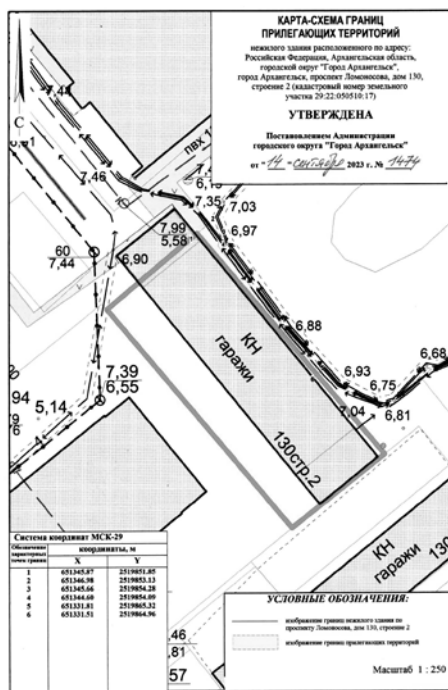 КАРТА-СХЕМА ГРАНИЦ
ПРИЛЕГАЮЩИХ ТЕРРИТОРИЙ
нежилого здания расположенного по адресу:
Российская Федерация, Архангельская область,
городской округ "Город Архангельск",
город Архангельск, проспект Ломоносова, дом 130,
строение 2 (кадастровый номер земельного
участка 29:22:050510:17)
УТВЕРЖДЕНА
Постановлением Администрации
городского округа "Город Архангельск"
от "14" сентября 2023 г. № 1474
7,44
С
пвх
7,46
7,35
7,03
7,99
5,58
6,97
60
7,44
6,90
6,88
КН
гаражи
7,39
6,55
6,93
6,75
6,68
94
5,14
7,04
6,81
130стр.2
КН
гаражи
130
Система координат МСК-29
Обозначение характерных точек границ
координаты, м
X Y
1 651345.87 2519851.85
2 651346.98 2519853.13
3 651345.66 2519854.28
4 651344.60 2519854.09
5 651331.81 2519865.32
6 651331.51 2519864.96
,46
,81
57
УСЛОВНЫЕ ОБОЗНАЧЕНИЯ:
изображение границ нежилого здания по
проспекту Ломоносова, дом 130, строение 2
изображение границ прилегающих территорий
Масштаб 1 : 250